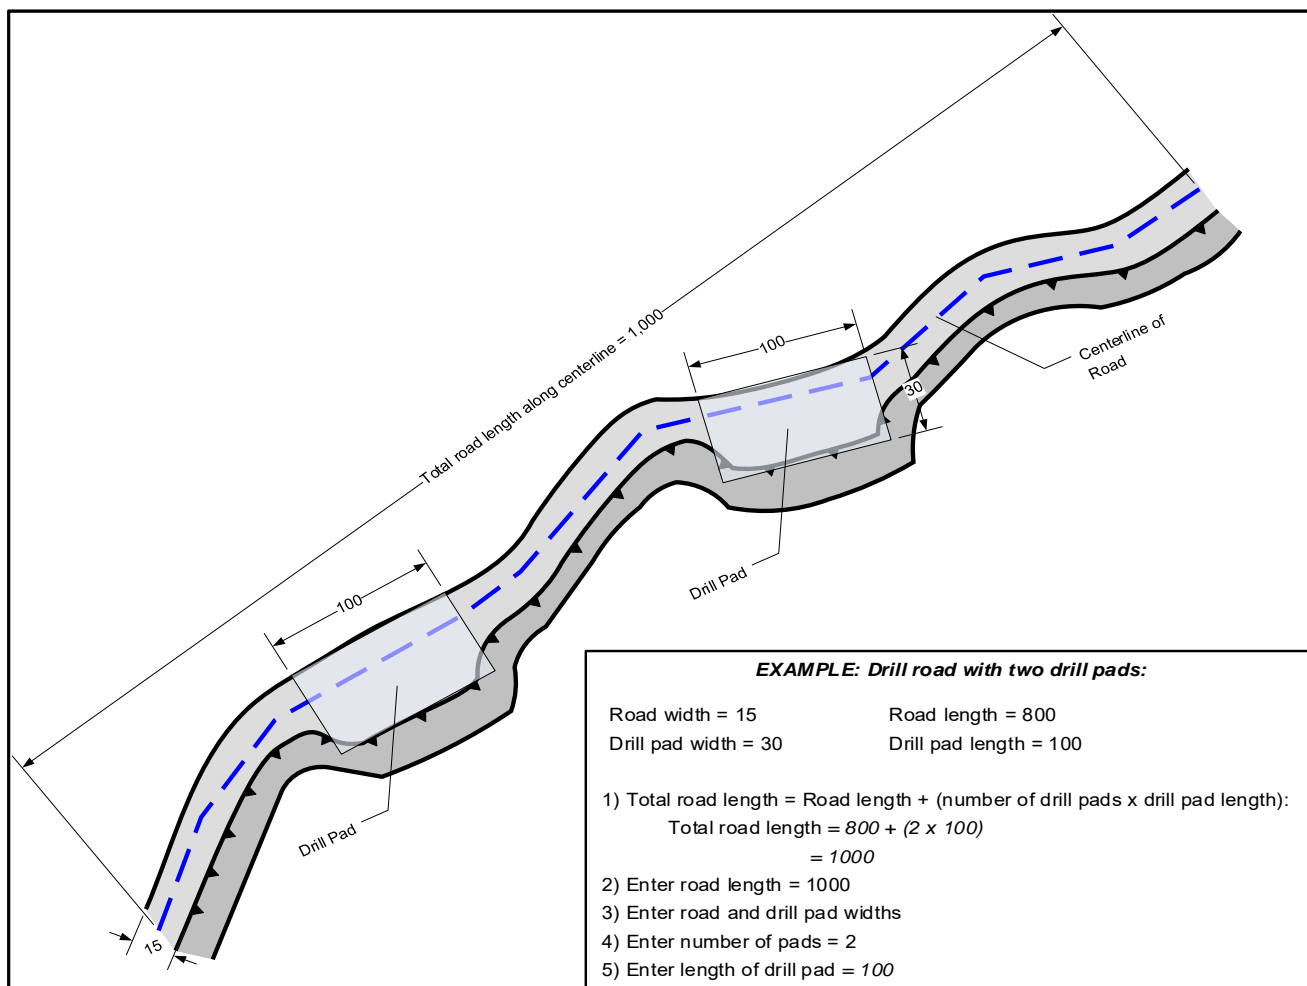 Total road length along centerline = 1,000
100
30
Centerline of
Road
Drill Pad
100
Drill Pad
15
EXAMPLE: Drill road with two drill pads:
Road width = 15 Road length = 800
Drill pad width = 30 Drill pad length = 100
1) Total road length = Road length + (number of drill pads x drill pad length):
Total road length = 800 + (2 x 100)
= 1000
2) Enter road length = 1000
3) Enter road and drill pad widths
4) Enter number of pads = 2
5) Enter length of drill pad = 100